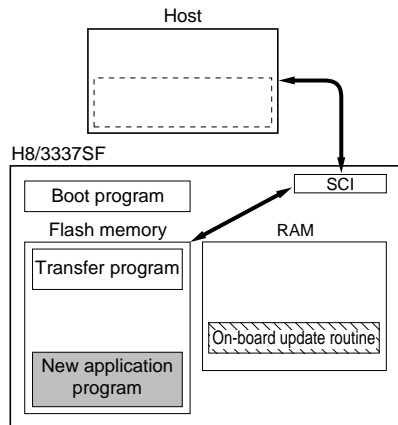 Host
H8/3337SF
SCI
Boot program
Flash memory
RAM
Transfer program
On-board update routine
New application
program